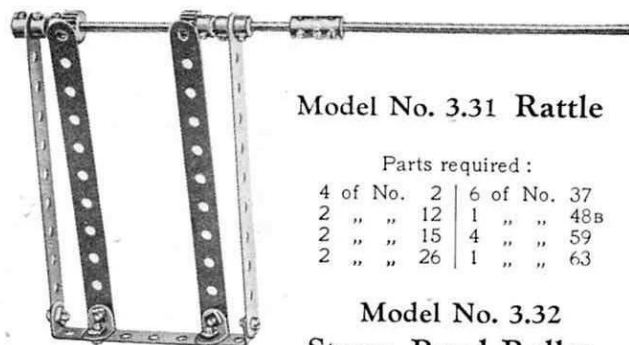 Model No. 3.31 Rattle
Parts required :
4 of No. 2 | 6 of No. 37
2 „ „ 12 | 1 „ „ 48B
2 „ „ 15 | 4 „ „ 59
2 „ „ 26 | 1 „ „ 63
Model No. 3.32